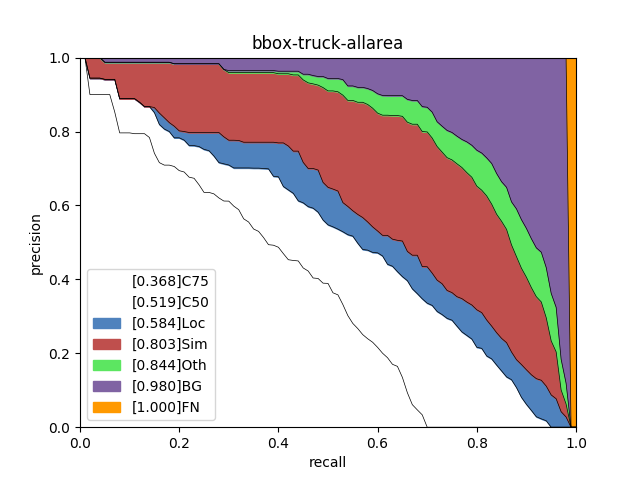 bbox-truck-allarea
1.0
0.8
0.6
0.4
0.2
0.0
precision
[0.368]C75
[0.519]C50
[0.584]Loc
[0.803]Sim
[0.844]Oth
[0.980]BG
[1.000]FN
0.0 0.2 0.4 0.6 0.8 1.0
recall